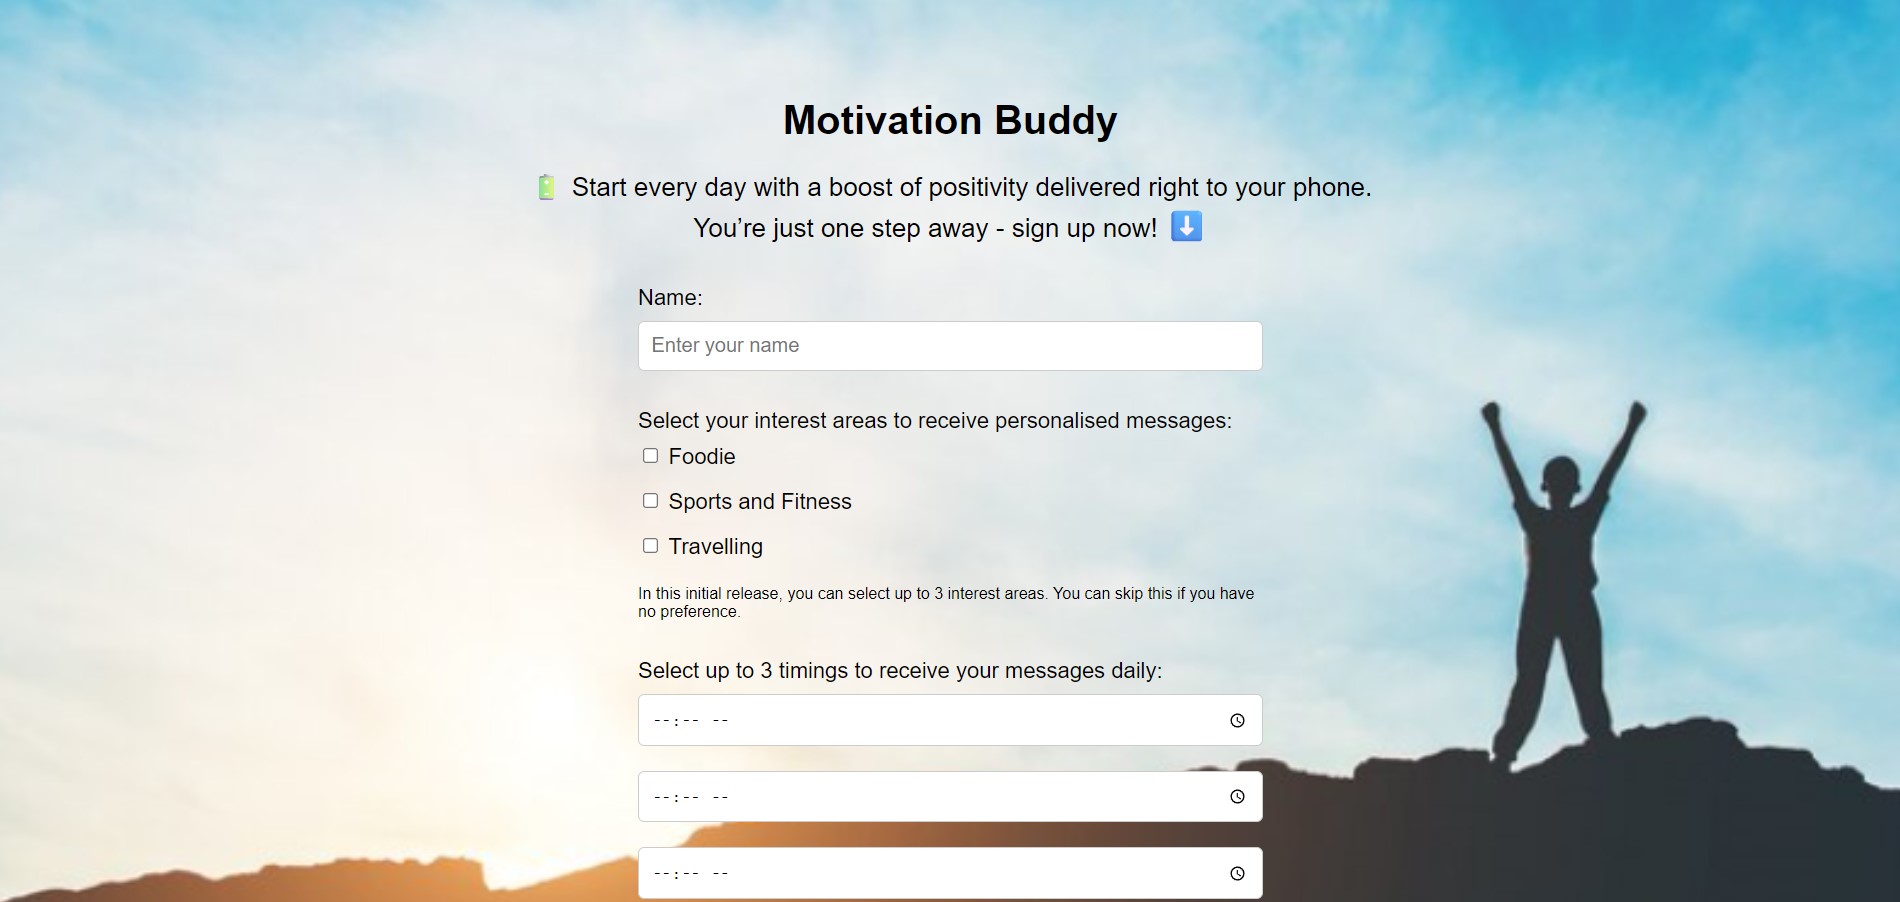 Motivation Buddy
🔋 Start every day with a boost of positivity delivered right to your phone.
You’re just one step away - sign up now! ⬇️
Name:
Enter your name
Select your interest areas to receive personalised messages:
Foodie
Sports and Fitness
Travelling
In this initial release, you can select up to 3 interest areas. You can skip this if you have
no preference.
Select up to 3 timings to receive your messages daily:
--:-- --
--:-- --
--:-- --